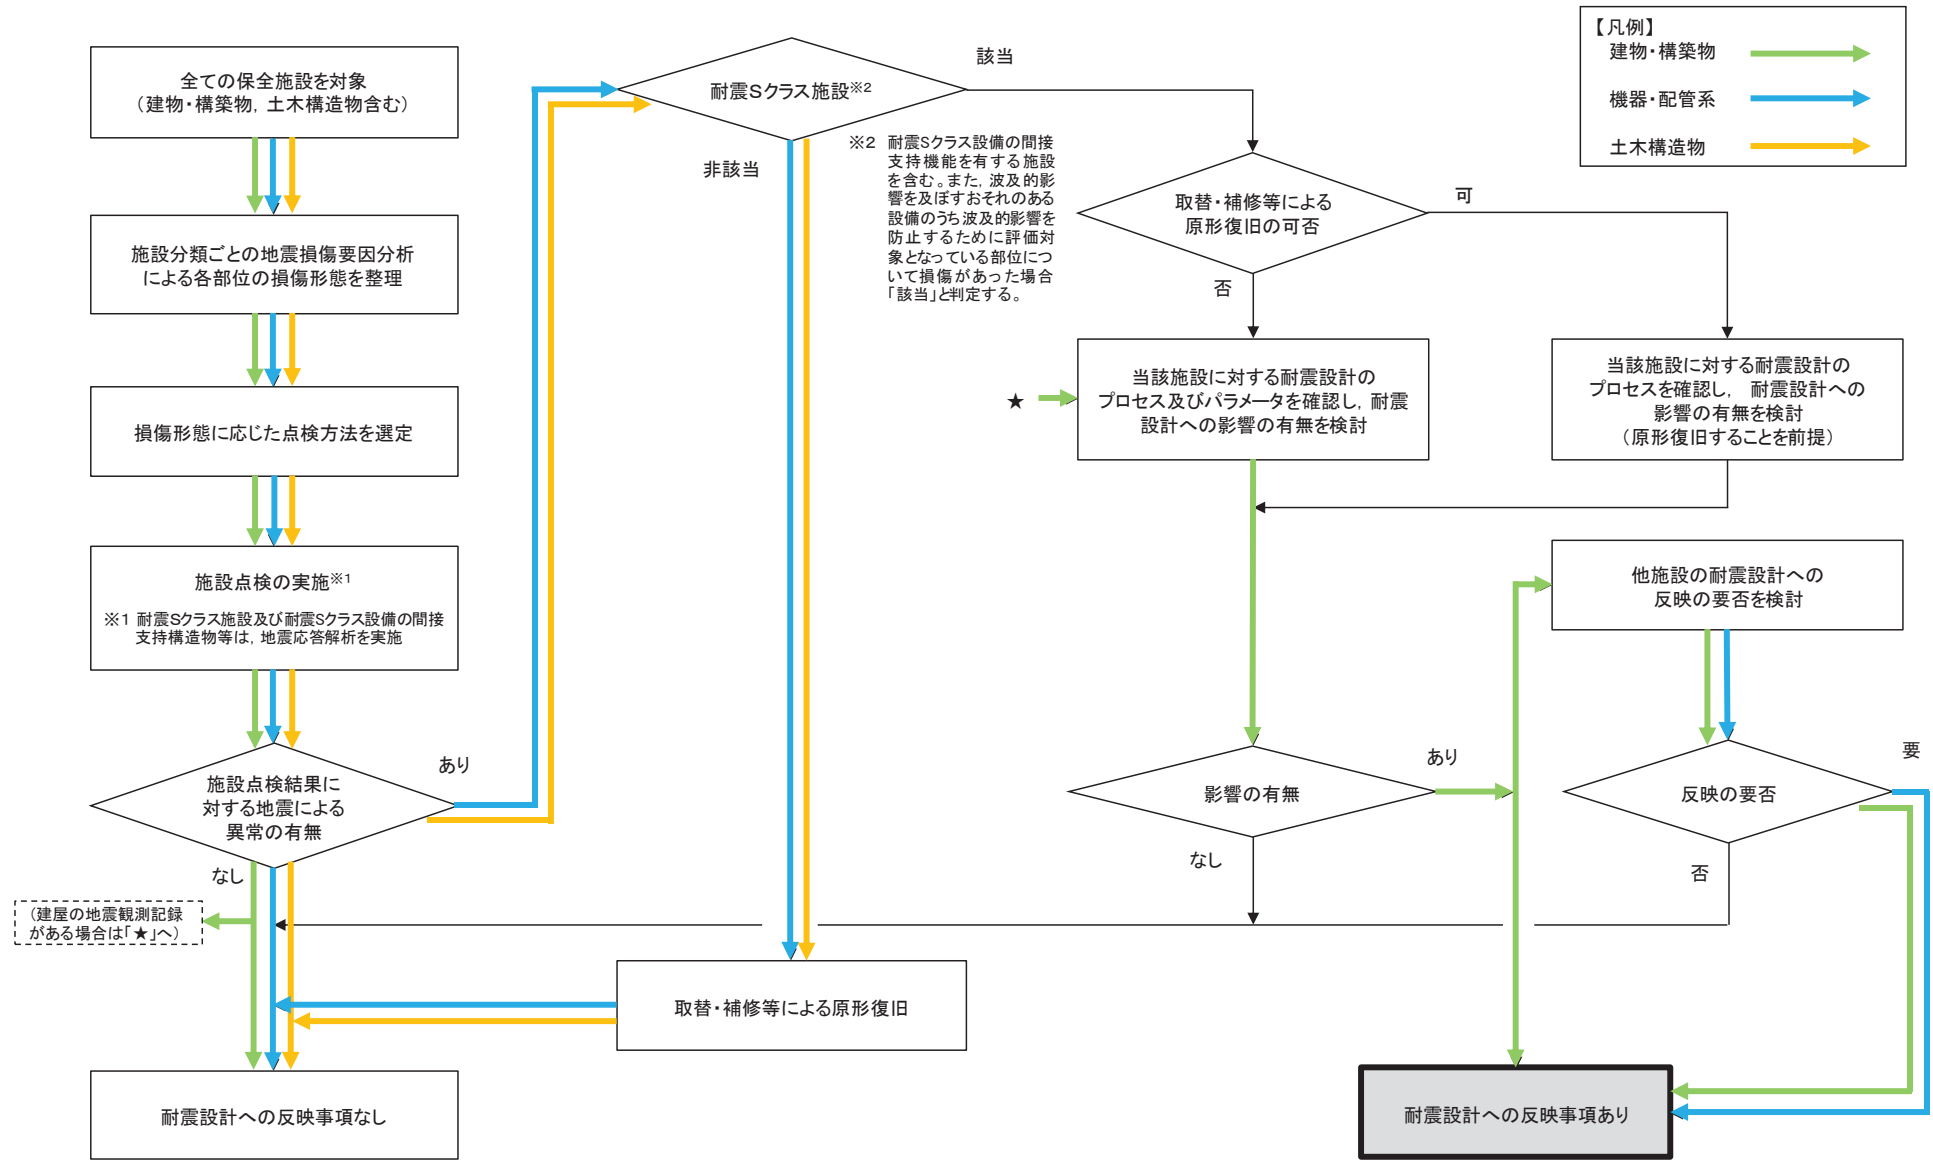 全ての保全施設を対象
（建物・構築物，土木構造物含む）
施設分類ごとの地震損傷要因分析
による各部位の損傷形態を整理
損傷形態に応じた点検方法を選定
施設点検の実施※1
※1 耐震Sクラス施設及び耐震Sクラス設備の間接
支持構造物等は，地震応答解析を実施
施設点検結果に
対する地震による
異常の有無
あり
なし
（建屋の地震観測記録
がある場合は「★」へ）
耐震設計への反映事項なし
耐震Sクラス施設※2
該当
非該当
※2 耐震Sクラス設備の間接
支持機能を有する施設
を含む。また，波及的影
響を及ぼすおそれのある
設備のうち波及的影響を
防止するために評価対
象となっている部位につ
いて損傷があった場合
「該当」と判定する。
取替・補修等による原形復旧
取替・補修等による
原形復旧の可否
可
否
★
当該施設に対する耐震設計の
プロセス及びパラメータを確認し，耐震
設計への影響の有無を検討
当該施設に対する耐震設計の
プロセスを確認し， 耐震設計への
影響の有無を検討
（原形復旧することを前提）
影響の有無
あり
なし
他施設の耐震設計への
反映の要否を検討
反映の要否
要
否
耐震設計への反映事項あり
【凡例】
建物・構築物
機器・配管系
土木構造物